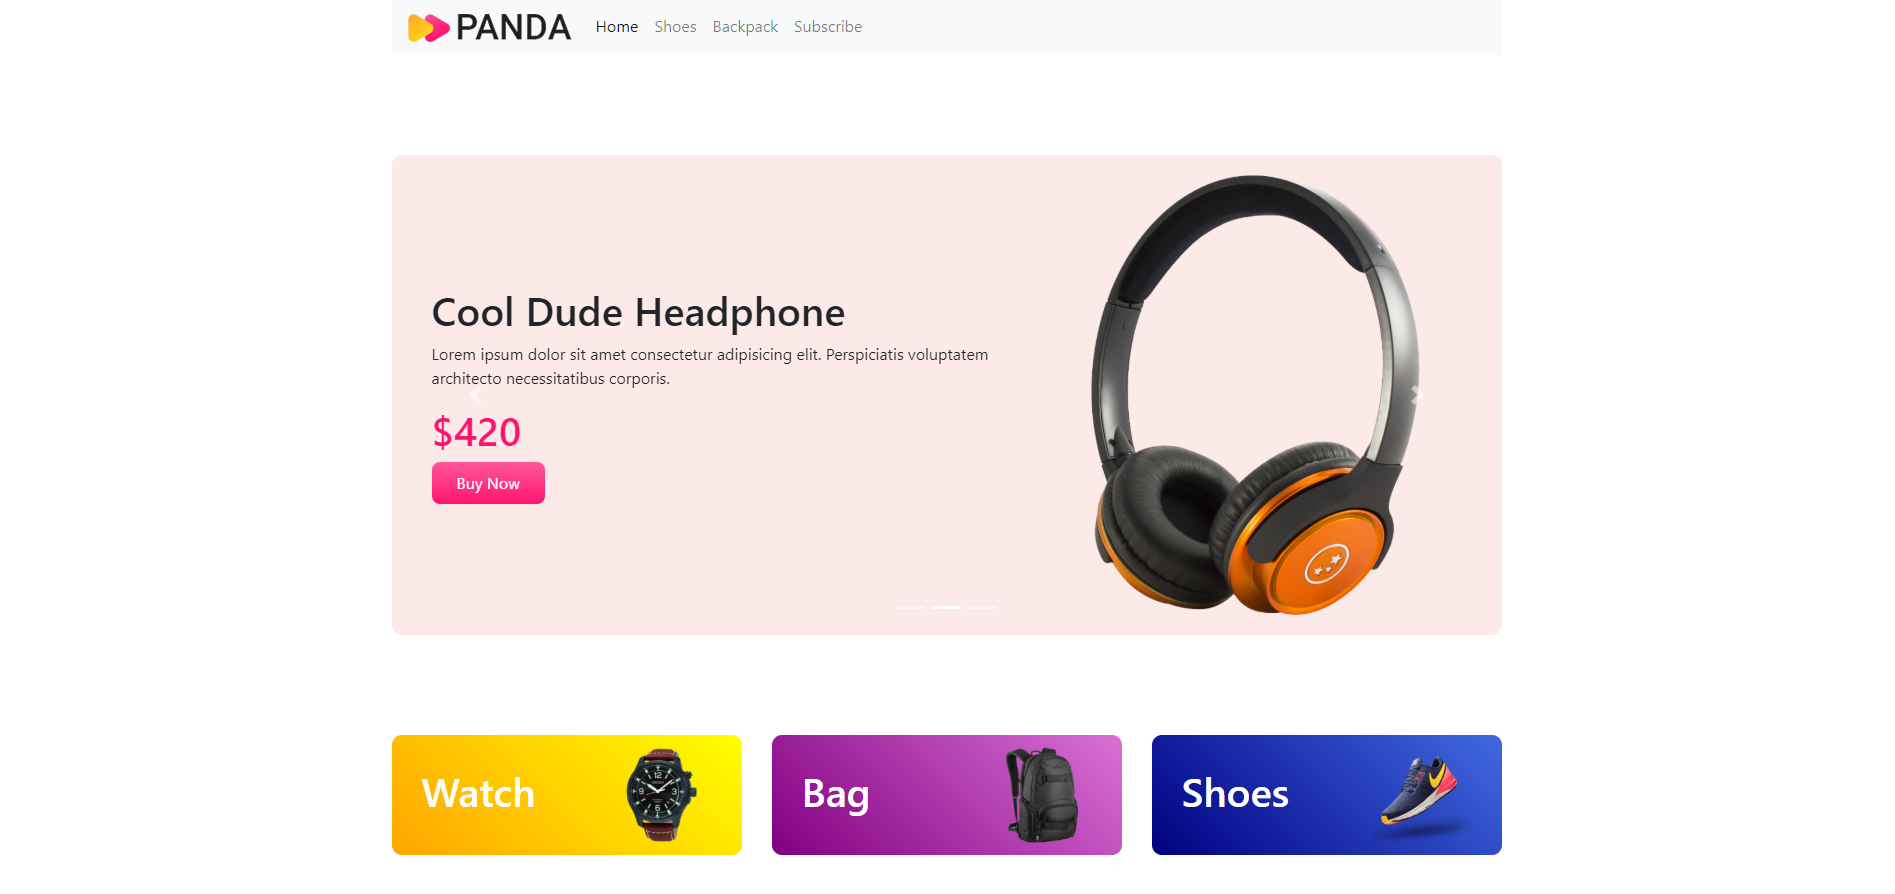 PANDA Home Shoes Backpack Subscribe
Cool Dude Headphone
Lorem ipsum dolor sit amet consectetur adipisicing elit. Perspiciatis voluptatem
architecto necessitatibus corporis.
$420
Buy Now
Watch
Bag
Shoes